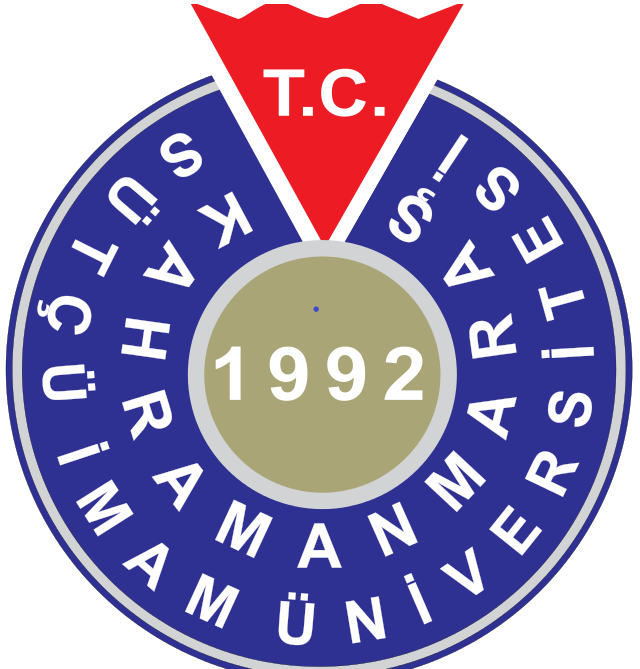 T.C.
KAHRAMANMARAŞ
SÜTÇÜ İMAM ÜNİVERSİTESİ
1992